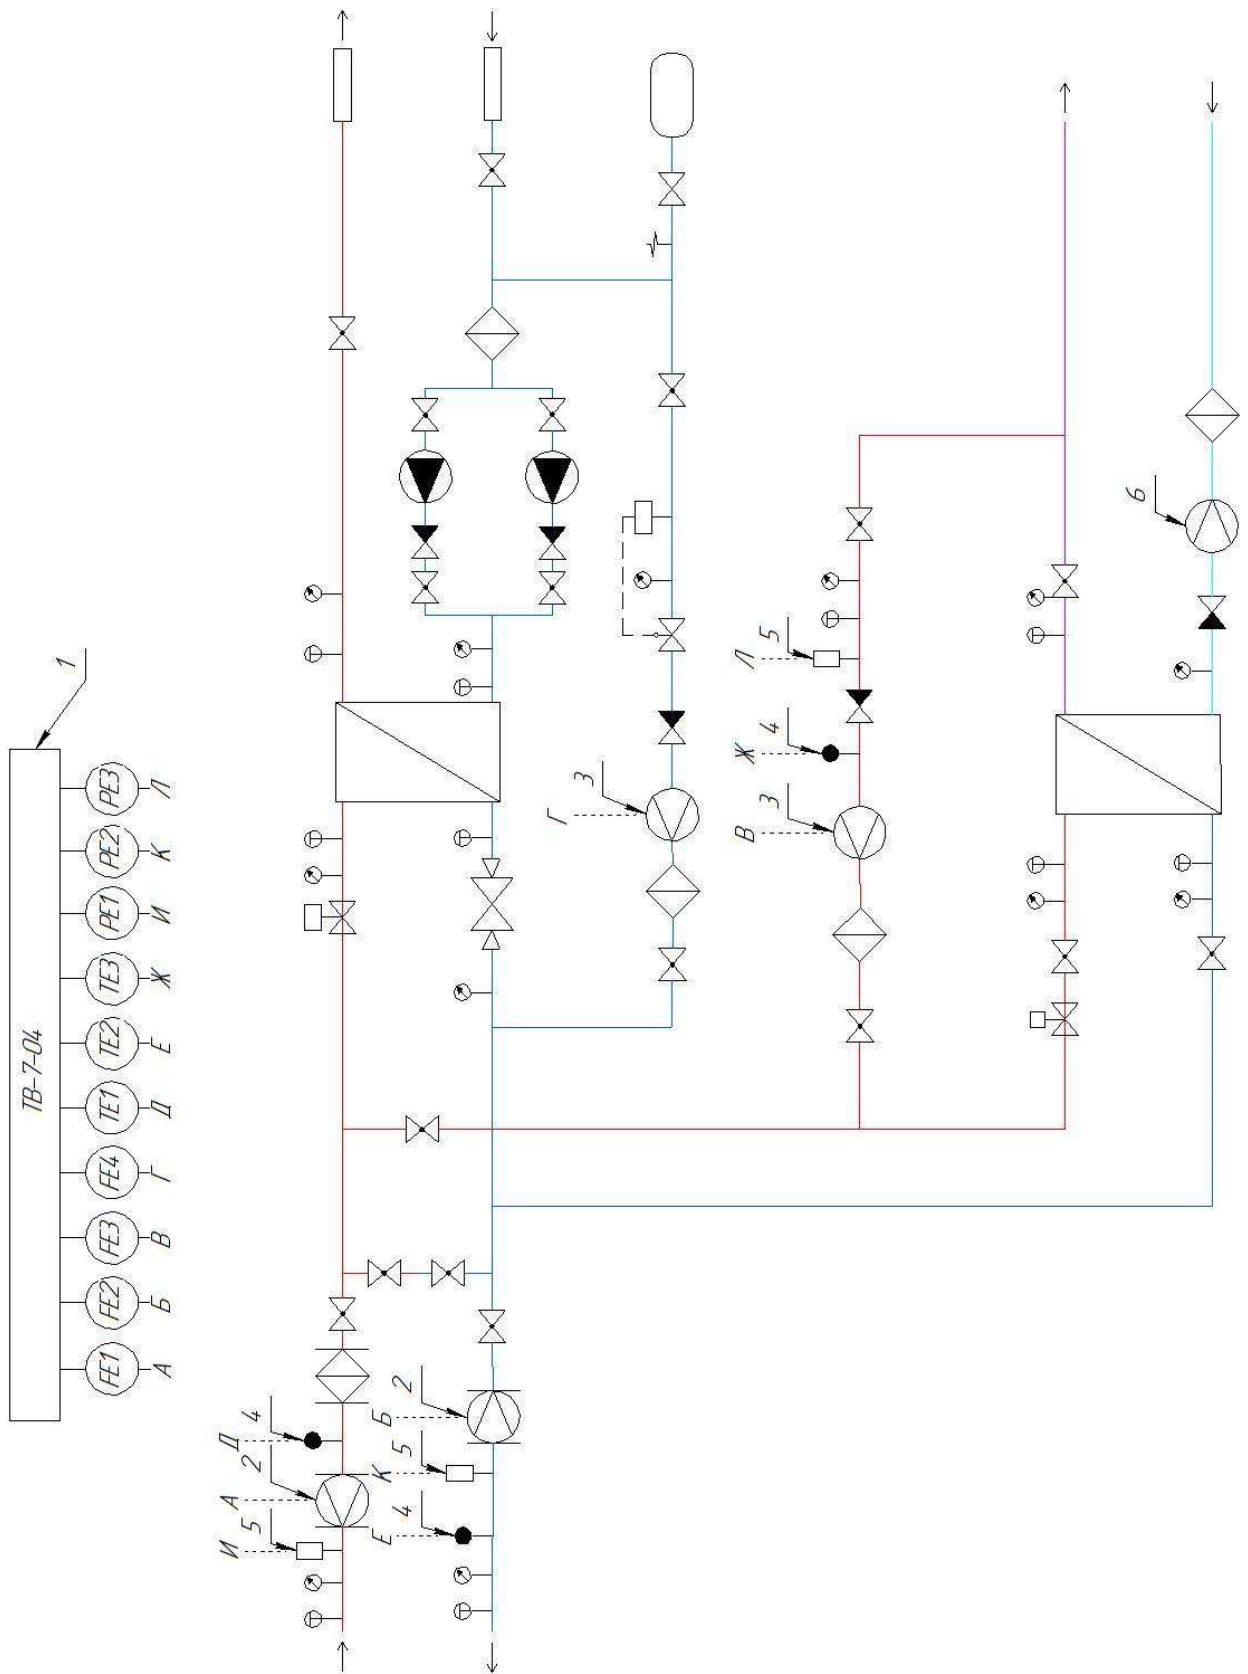 ТВ-7-04
1
FE1 FE2 FE3 FE4 TE1 TE2 TE3 PE1 PE2 PE3
А Б В Г Д Е Ж И К Л
И А Д
5 2 4
Е К Б
4 5 2
Г
3
В Ж Л
3 4 5
6